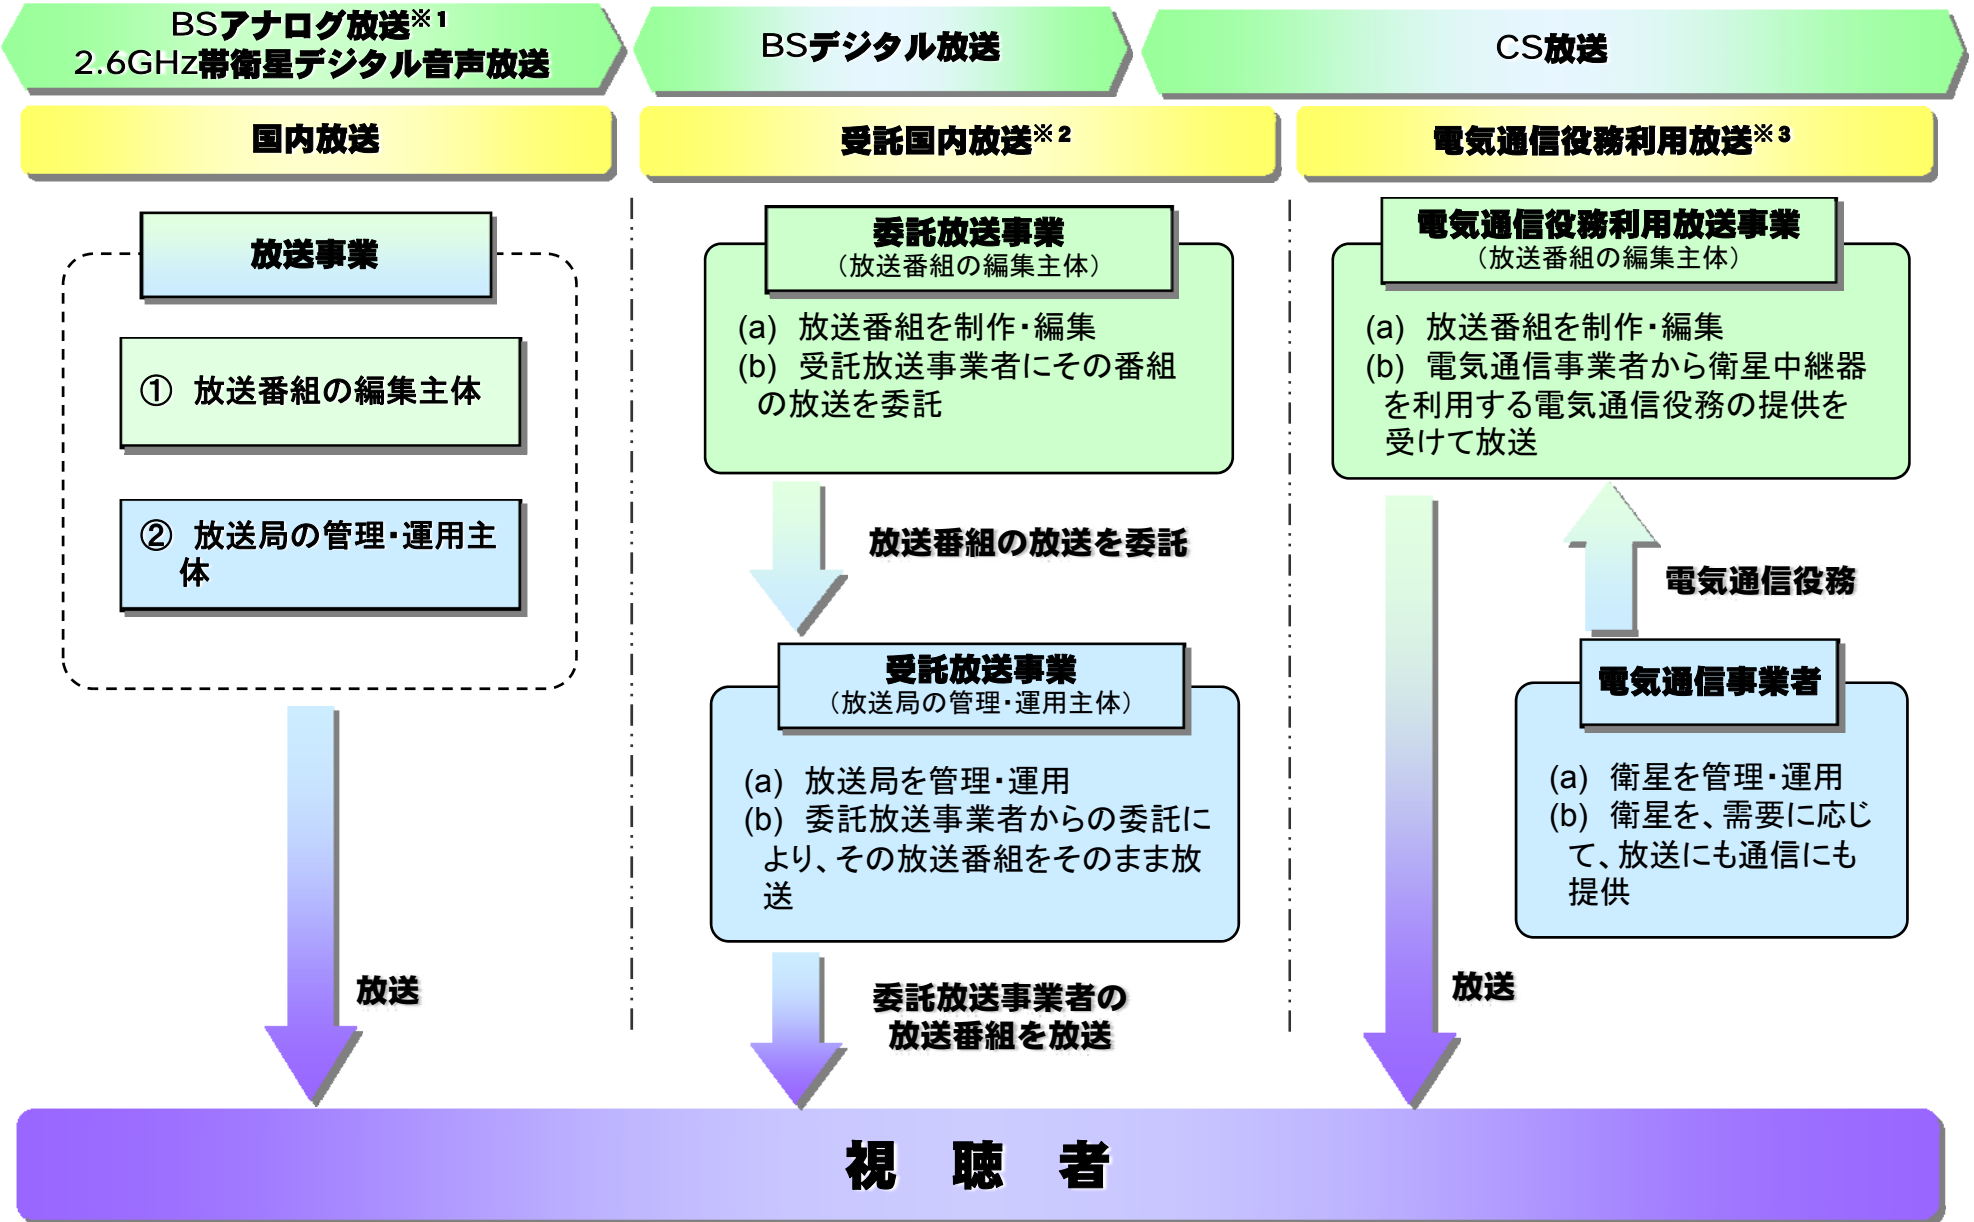 BSアナログ放送※1
2.6GHz帯衛星デジタル音声放送
BSデジタル放送
CS放送
国内放送
受託国内放送※2
電気通信役務利用放送※3
放送事業
① 放送番組の編集主体
② 放送局の管理・運用主
体
放送
委託放送事業
（放送番組の編集主体）
(a) 放送番組を制作・編集
(b) 受託放送事業者にその番組
の放送を委託
放送番組の放送を委託
受託放送事業
（放送局の管理・運用主体）
(a) 放送局を管理・運用
(b) 委託放送事業者からの委託に
より、その放送番組をそのまま放
送
委託放送事業者の
放送番組を放送
電気通信役務利用放送事業
（放送番組の編集主体）
(a) 放送番組を制作・編集
(b) 電気通信事業者から衛星中継器
を利用する電気通信役務の提供を
受けて放送
電気通信役務
電気通信事業者
(a) 衛星を管理・運用
(b) 衛星を、需要に応じ
て、放送にも通信にも
提供
放送
視 聴 者